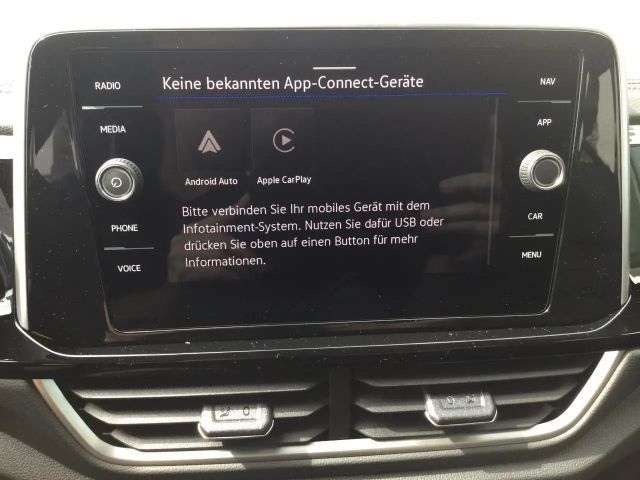 Keine bekannten App-Connect-Geräte
RADIO
MEDIA
PHONE
VOICE
Android Auto
Apple CarPlay
Bitte verbinden Sie Ihr mobiles Gerät mit dem
Infotainment-System. Nutzen Sie dafür USB oder
drücken Sie oben auf einen Button für mehr
Informationen.
NAV
APP
CAR
MENU
0
0